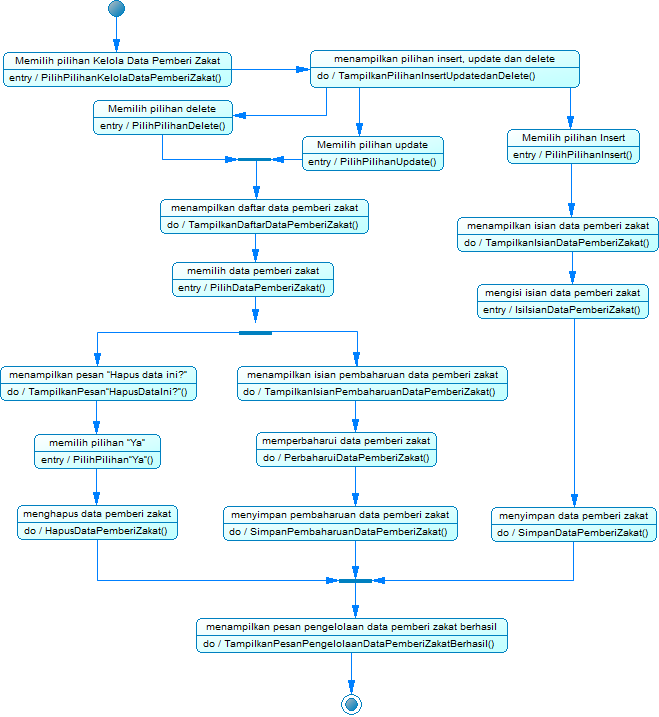 Memilih pilihan Kelola Data Pemberi Zakat
entry / PilihPilihanKelolaDataPemberiZakat()
menampilkan pilihan insert, update dan delete
do / TampilkanPilihanInsertUpdatedanDelete()
Memilih pilihan delete
entry / PilihPilihanDelete()
Memilih pilihan update
entry / PilihPilihanUpdate()
Memilih pilihan Insert
entry / PilihPilihanInsert()
menampilkan daftar data pemberi zakat
do / TampilkanDaftarDataPemberiZakat()
menampilkan isian data pemberi zakat
do / TampilkanIsianDataPemberiZakat()
memilih data pemberi zakat
entry / PilihDataPemberiZakat()
mengisi isian data pemberi zakat
entry / IsiIsianDataPemberiZakat()
menampilkan pesan “Hapus data ini?”
do / TampilkanPesan“HapusDataIni?”()
menampilkan isian pembaharuan data pemberi zakat
do / TampilkanIsianPembaharuanDataPemberiZakat()
memilih pilihan “Ya”
entry / PilihPilihan“Ya”()
memperbaharui data pemberi zakat
do / PerbaharuiDataPemberiZakat()
menghapus data pemberi zakat
do / HapusDataPemberiZakat()
menyimpan pembaharuan data pemberi zakat
do / SimpanPembaharuanDataPemberiZakat()
menyimpan data pemberi zakat
do / SimpanDataPemberiZakat()
menampilkan pesan pengelolaan data pemberi zakat berhasil
do / TampilkanPesanPengelolaanDataPemberiZakatBerhasil()